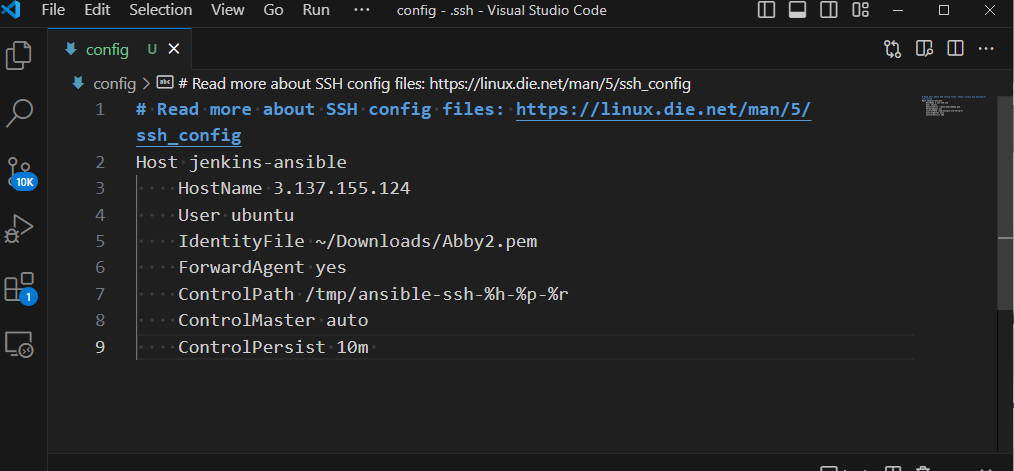 File Edit Selection View Go Run ··· config - .ssh - Visual Studio Code
config U
config > # Read more about SSH config files: https://linux.die.net/man/5/ssh_config
1 # Read more about SSH config files: https://linux.die.net/man/5/
ssh_config
2 Host jenkins-ansible
3 HostName 3.137.155.124
4 User ubuntu
5 IdentityFile ~/Downloads/Abby2.pem
6 ForwardAgent yes
7 ControlPath /tmp/ansible-ssh-%h-%p-%r
8 ControlMaster auto
9 ControlPersist 10m
10K
1